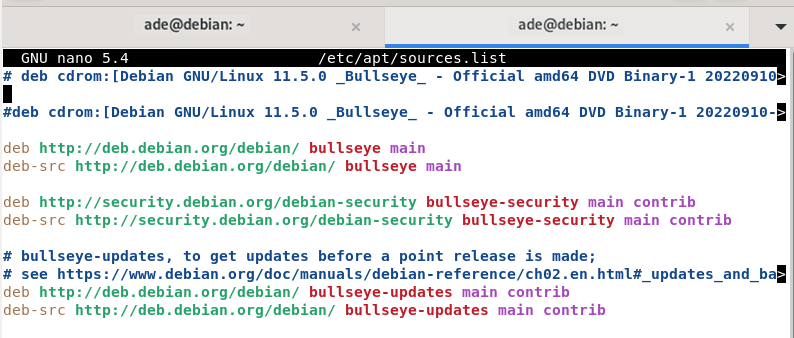 ade@debian: ~ × ade@debian: ~ ×
GNU nano 5.4 /etc/apt/sources.list
# deb cdrom:[Debian GNU/Linux 11.5.0 _Bullseye_ - Official amd64 DVD Binary-1 20220910>
#deb cdrom:[Debian GNU/Linux 11.5.0 _Bullseye_ - Official amd64 DVD Binary-1 20220910->
deb http://deb.debian.org/debian/ bullseye main
deb-src http://deb.debian.org/debian/ bullseye main
deb http://security.debian.org/debian-security bullseye-security main contrib
deb-src http://security.debian.org/debian-security bullseye-security main contrib
# bullseye-updates, to get updates before a point release is made;
# see https://www.debian.org/doc/manuals/debian-reference/ch02.en.html#_updates_and_ba>
deb http://deb.debian.org/debian/ bullseye-updates main contrib
deb-src http://deb.debian.org/debian/ bullseye-updates main contrib